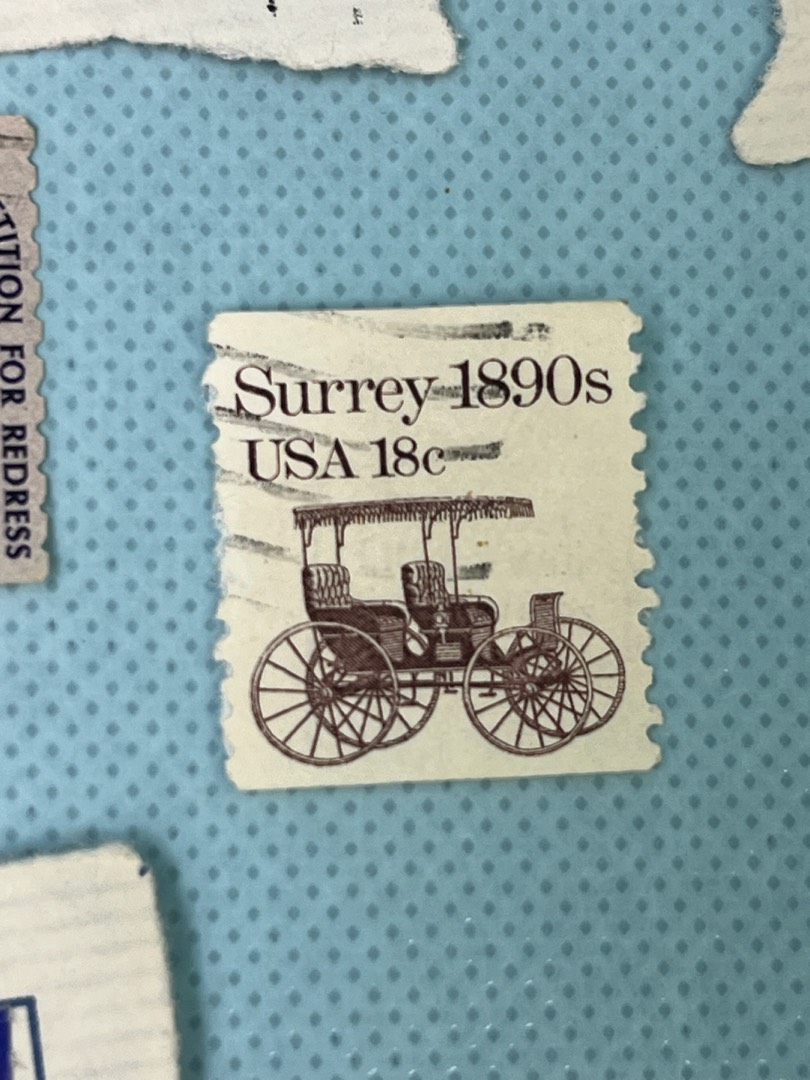 Surrey 1890s
USA 18c
TITION FOR REDRESS